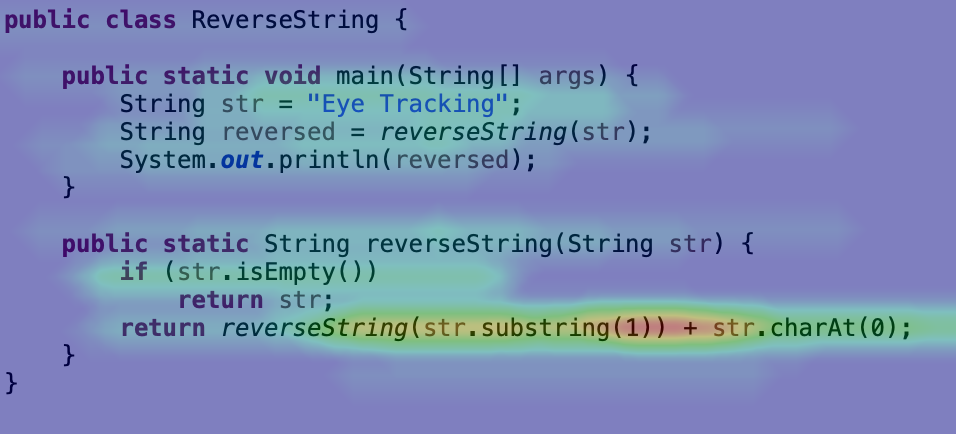 public class ReverseString {
public static void main(String[] args) {
String str = "Eye Tracking";
String reversed = reverseString(str);
System.out.println(reversed);
}
public static String reverseString(String str) {
if (str.isEmpty())
return str;
return reverseString(str.substring(1)) + str.charAt(0);
}
}